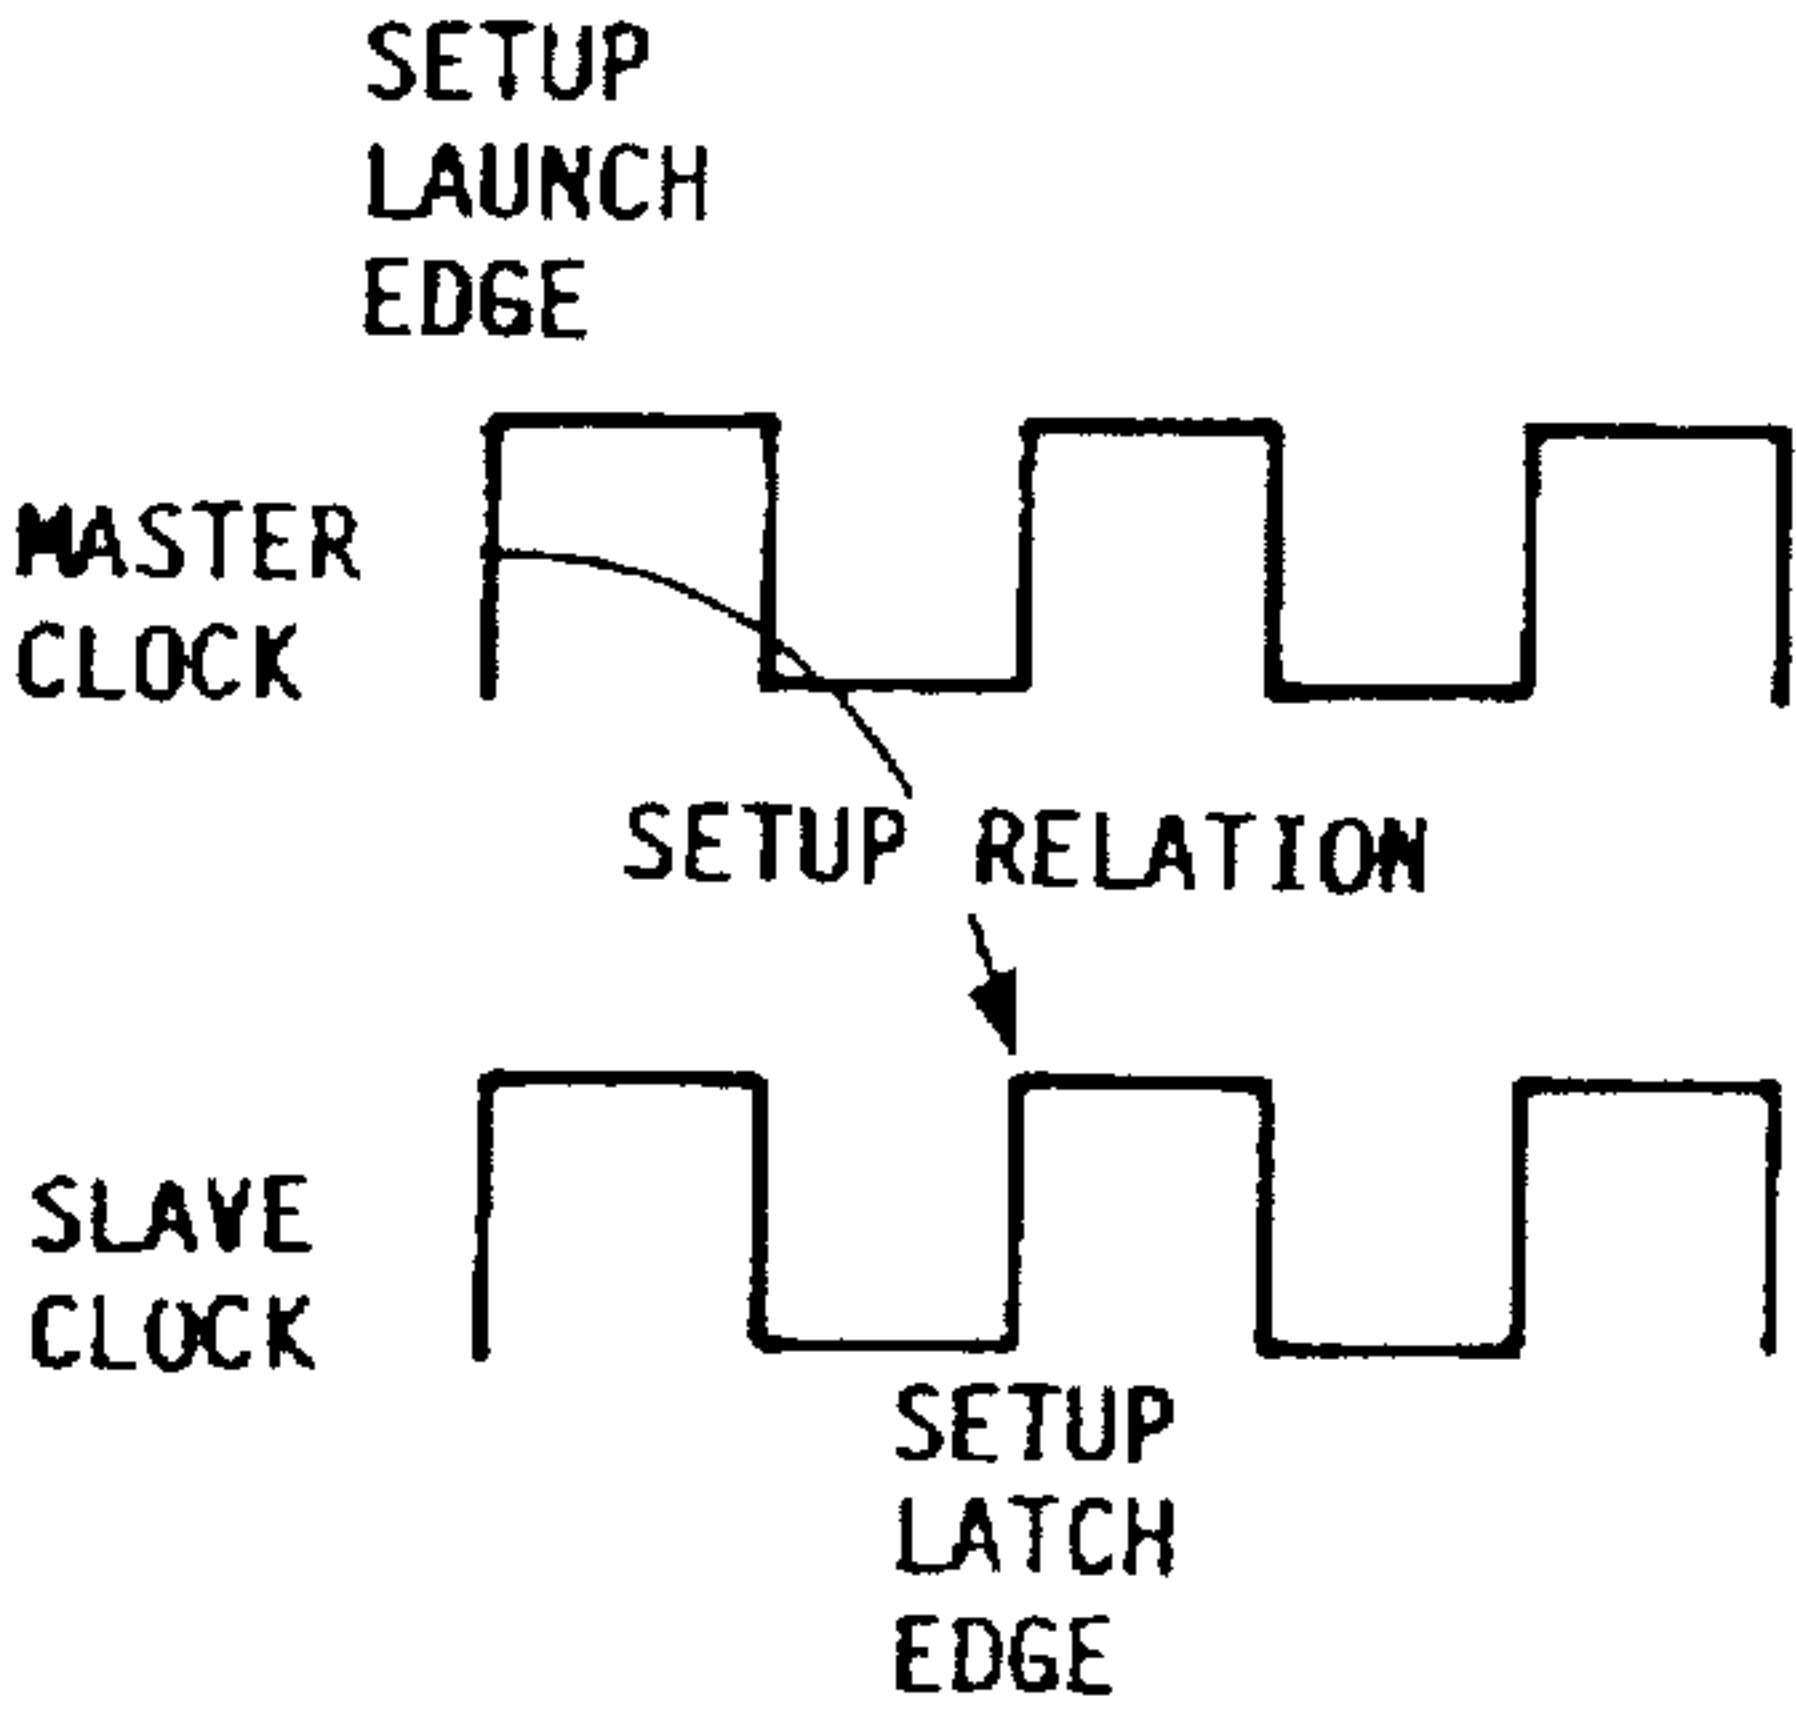 SETUP
LAUNCH
EDGE
MASTER
CLOCK
SETUP RELATION
SLAVE
CLOCK
SETUP
LATCH
EDGE